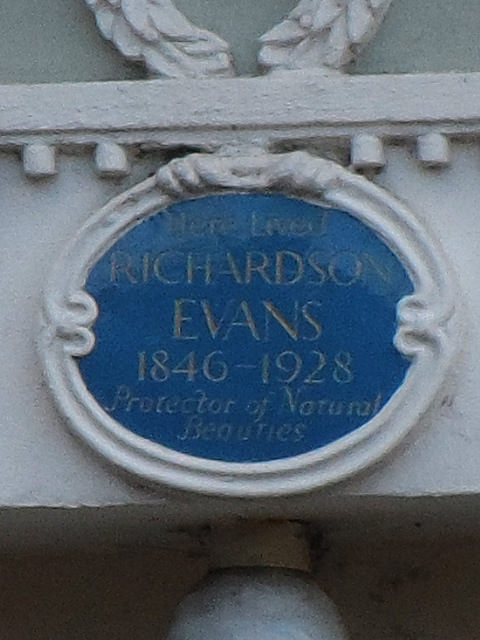 Here Lived
RICHARDSON
EVANS
1846-1928
Protector of Natural
Beauties